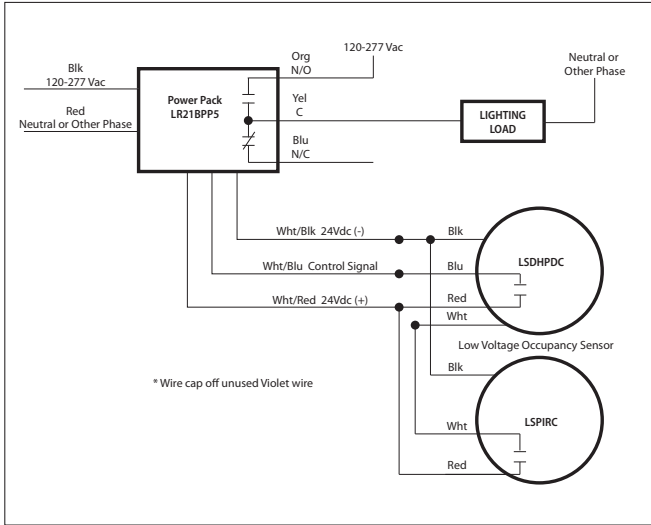 Blk
120-277 Vac
Red
Neutral or Other Phase
Power Pack
LR21BPP5
Org
N/O
120-277 Vac
Yel
C
Blu
N/C
LIGHTING
LOAD
Neutral or
Other Phase
Wht/Blk 24Vdc (-)
Blk
Wht/Blu Control Signal
Blu
Wht/Red 24Vdc (+)
Red
Wht
LSDHPDC
Low Voltage Occupancy Sensor
Blk
* Wire cap off unused Violet wire
Wht
LSPIRC
Red